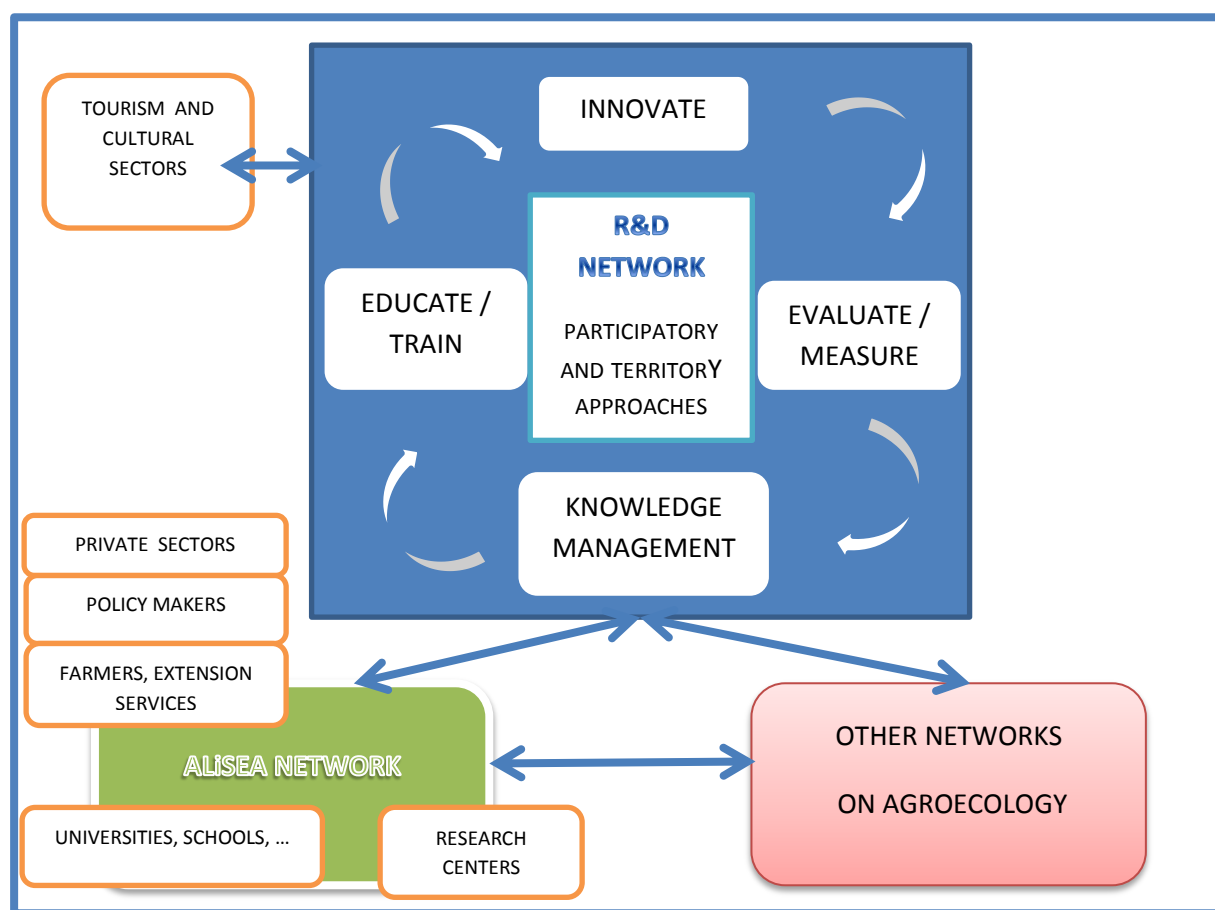 TOURISM AND
CULTURAL
SECTORS
INNOVATE
R&D
NETWORK
PARTICIPATORY
AND TERRITORY
APPROACHES
EDUCATE /
TRAIN
EVALUATE /
MEASURE
KNOWLEDGE
MANAGEMENT
PRIVATE SECTORS
POLICY MAKERS
FARMERS, EXTENSION
SERVICES
ALiSEA NETWORK
UNIVERSITIES, SCHOOLS, …
RESEARCH
CENTERS
OTHER NETWORKS
ON AGROECOLOGY